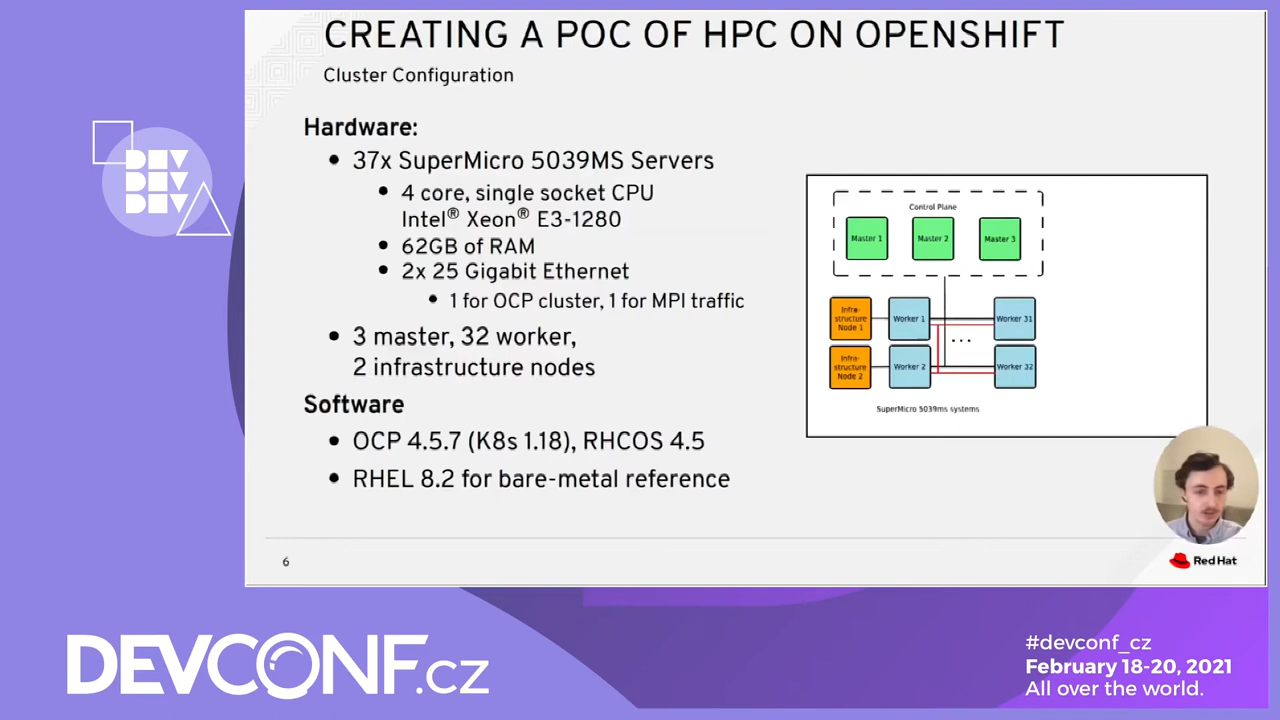 CREATING A POC OF HPC ON OPENSHIFT
Cluster Configuration
Hardware:
• 37x SuperMicro 5039MS Servers
• 4 core, single socket CPU
Intel® Xeon® E3-1280
• 62GB of RAM
• 2x 25 Gigabit Ethernet
• 1 for OCP cluster, 1 for MPI traffic
• 3 master, 32 worker,
2 infrastructure nodes
Software
• OCP 4.5.7 (K8s 1.18), RHCOS 4.5
• RHEL 8.2 for bare-metal reference
Control Plane
Master 1
Master 2
Master 3
Infra-
structure
Node 1
Worker 1
Worker 31
...
Infra-
structure
Node 2
Worker 2
Worker 32
SuperMicro 5039ms systems
6
Red Hat
DEV
DEV
DEV
DEVCONF.cz
#devconf_cz
February 18-20, 2021
All over the world.